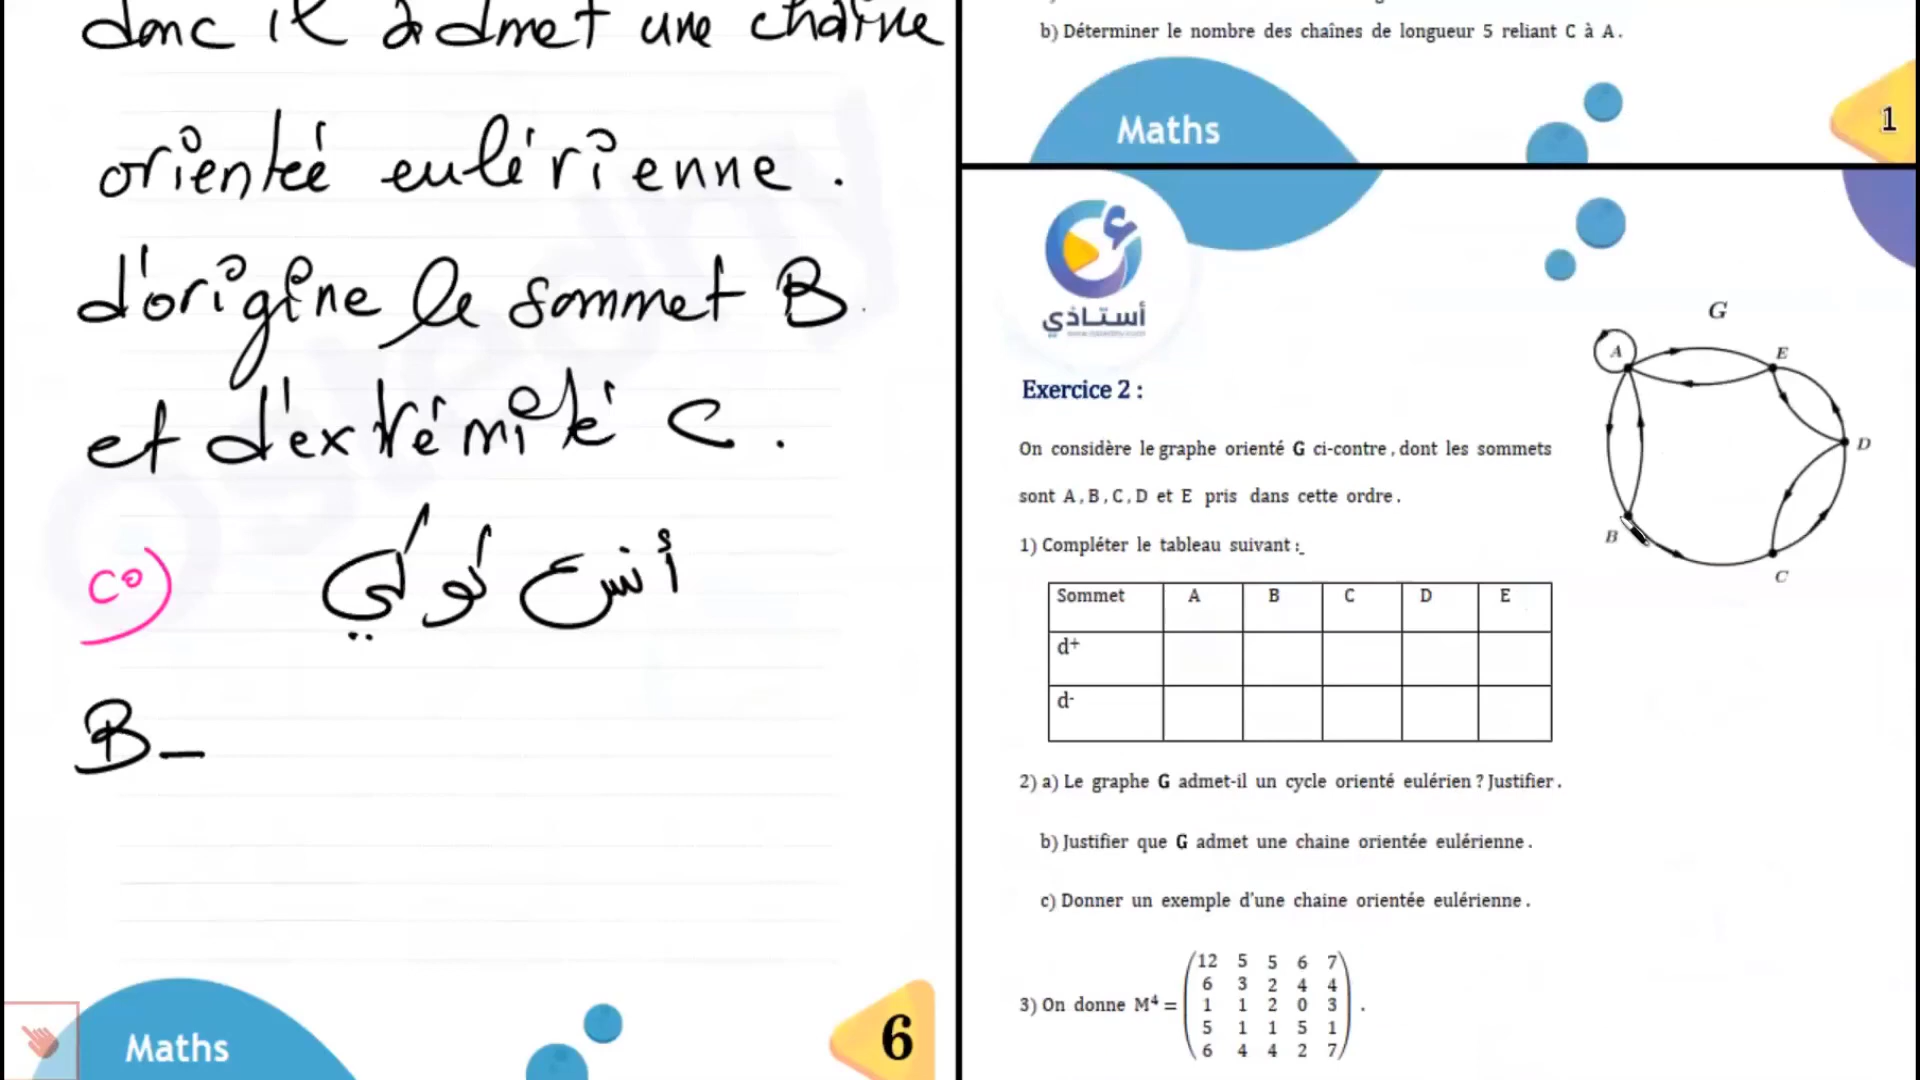 donc il admet une chaîne
orientée eulérienne.
d'origine le sommet B
et d'extrémité C.
c)
B_
Maths
6
b) Déterminer le nombre des chaînes de longueur 5 reliant C à A.
Maths
1
أستاذي
G
A
E
D
B
C
Exercice 2 :
On considère le graphe orienté G ci-contre, dont les sommets
sont A, B, C, D et E pris dans cette ordre.
1) Compléter le tableau suivant :
Sommet A B C D E
d+
d-
2) a) Le graphe G admet-il un cycle orienté eulérien ? Justifier.
b) Justifier que G admet une chaine orientée eulérienne.
c) Donner un exemple d'une chaine orientée eulérienne.
3) On donne M⁴ =
12 5 5 6 7
6 3 2 4 4
1 1 2 0 3
5 1 1 5 1
6 4 4 2 7
.